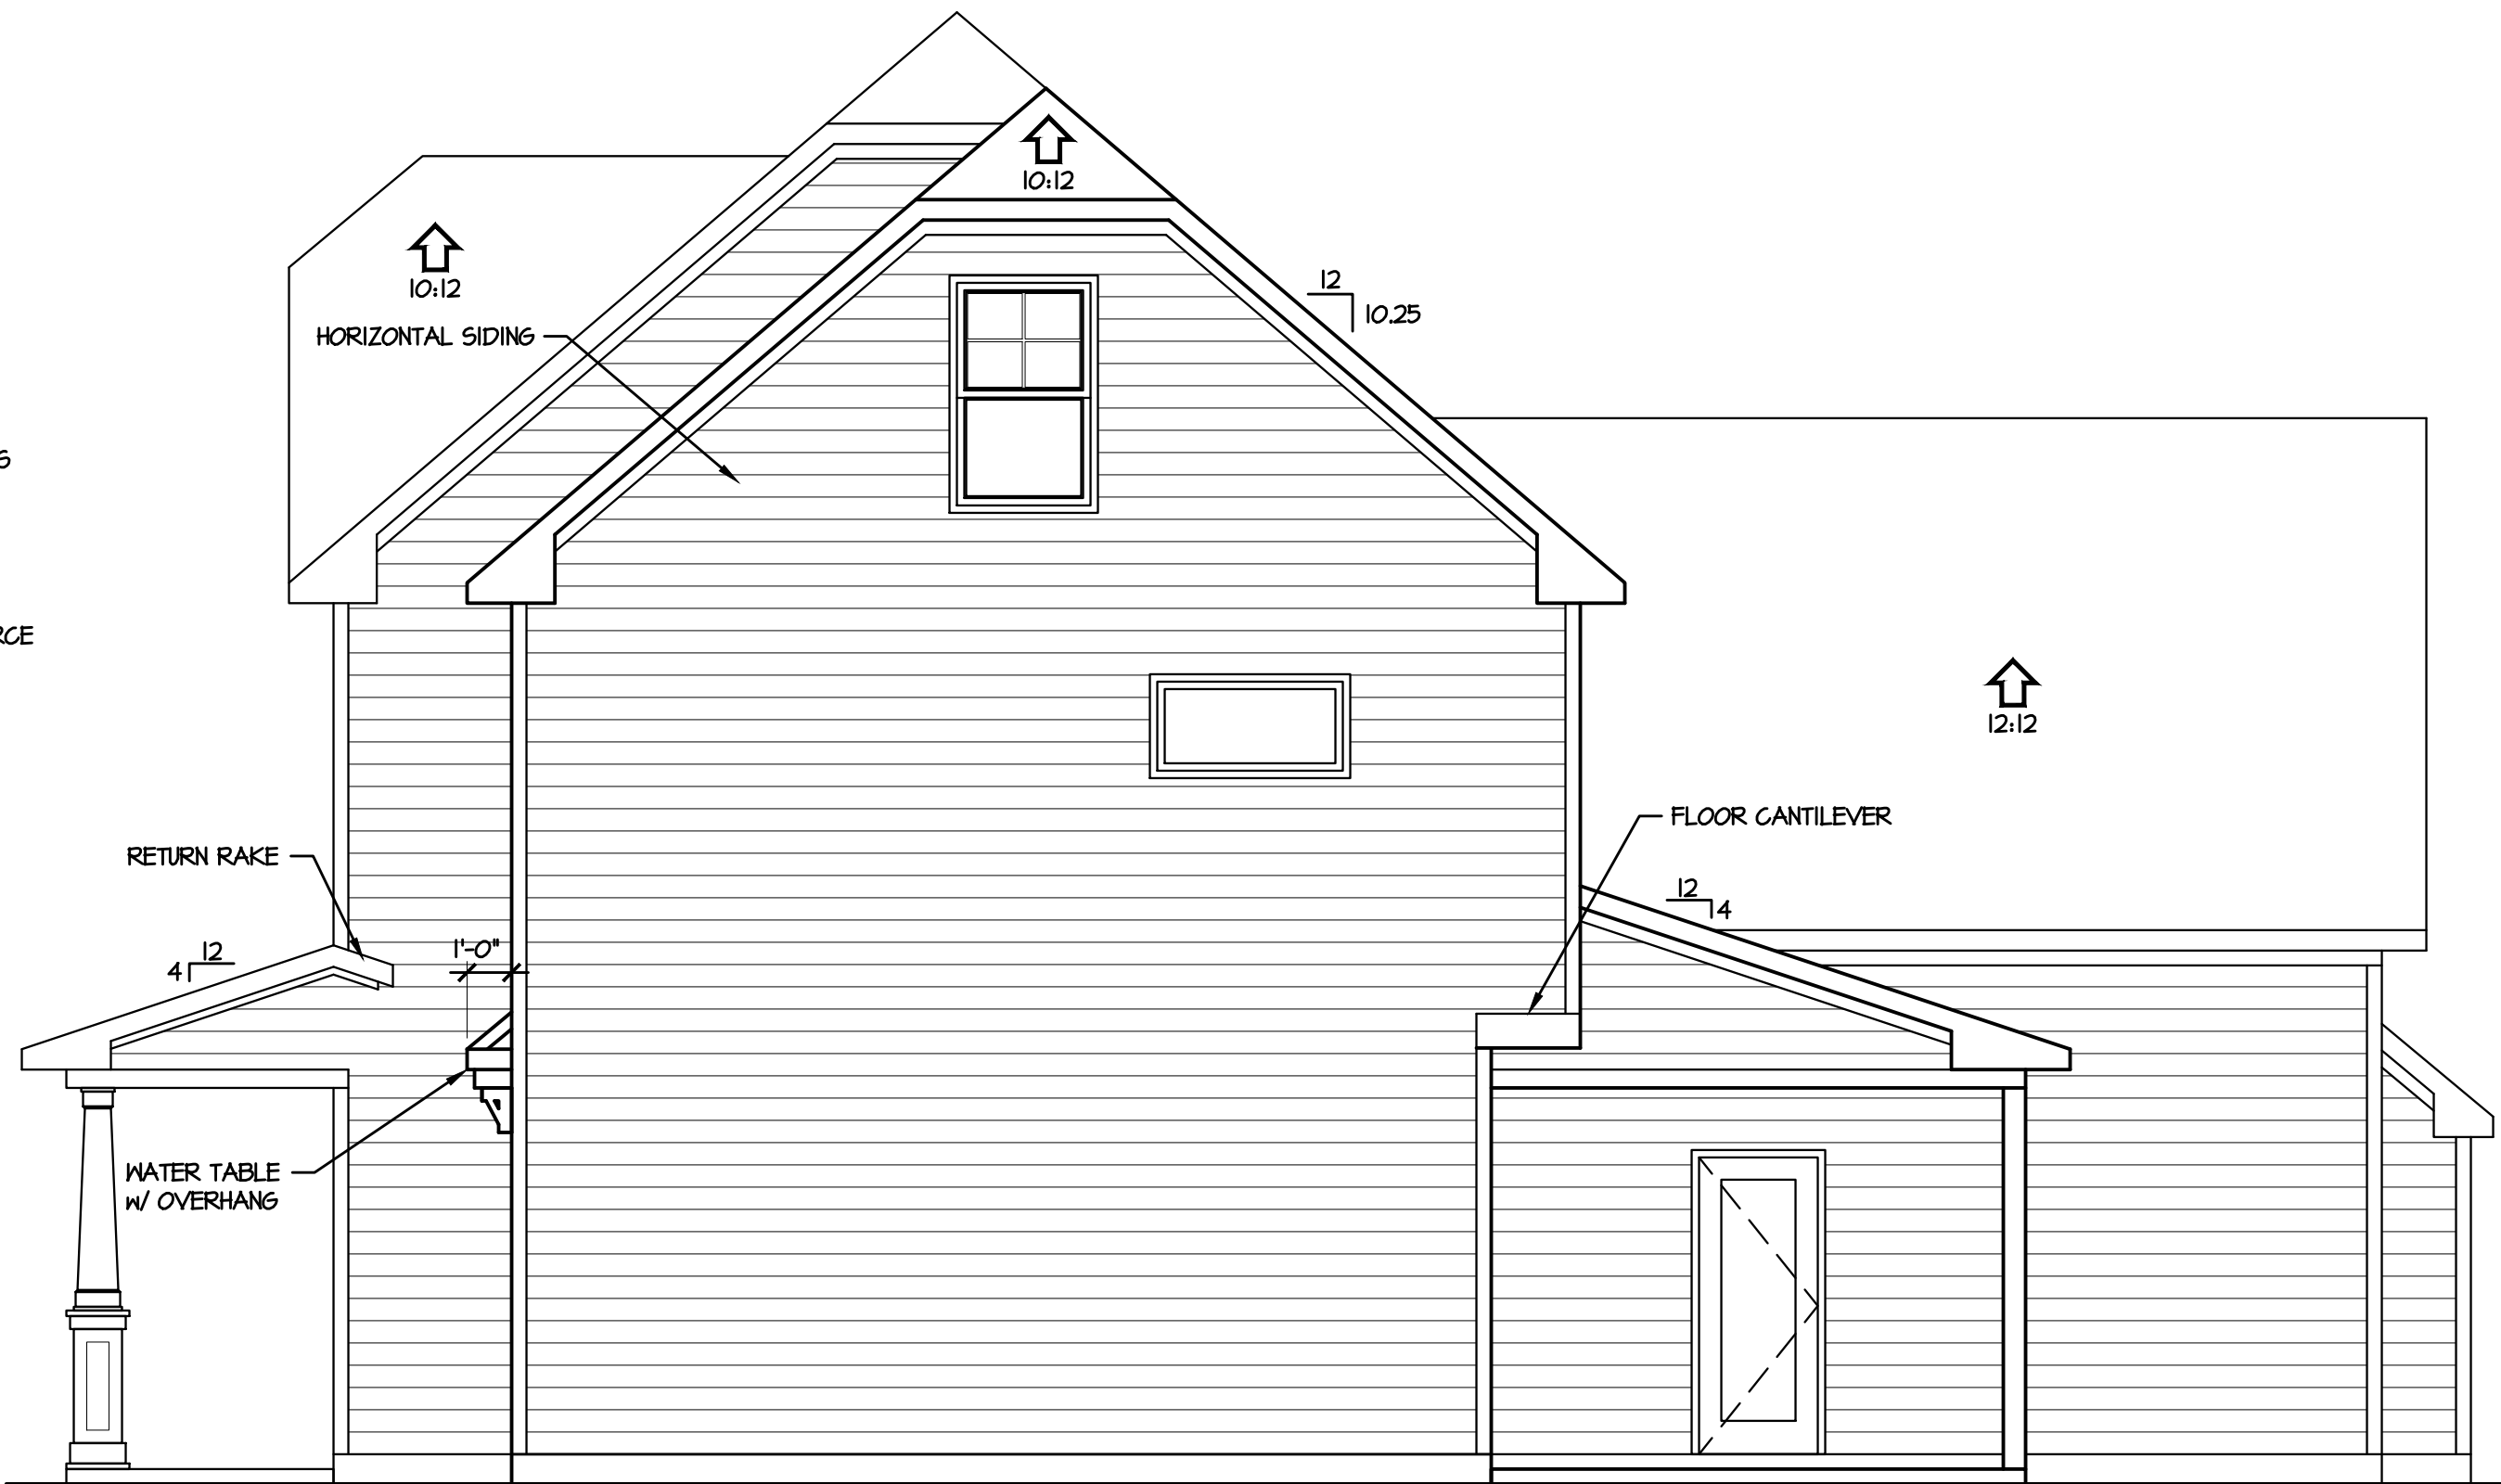 10:12
10:12
12
10.25
HORIZONTAL SIDING
12:12
FLOOR CANTILEVER
RETURN RAKE
12
4
12
4
1'-0"
WATER TABLE
W/ OVERHANG